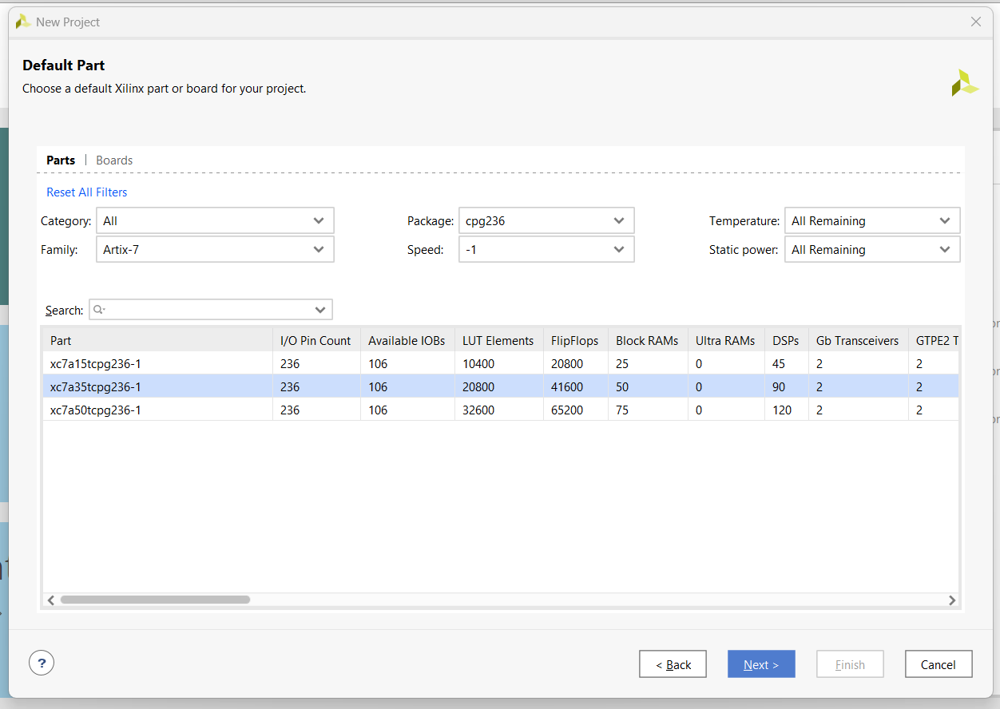 New Project
Default Part
Choose a default Xilinx part or board for your project.
Parts | Boards
Reset All Filters
Category: All Package: cpg236 Temperature: All Remaining
Family: Artix-7 Speed: -1 Static power: All Remaining
Search:
Part I/O Pin Count Available IOBs LUT Elements FlipFlops Block RAMs Ultra RAMs DSPs Gb Transceivers GTPE2 T
xc7a15tcpg236-1 236 106 10400 20800 25 0 45 2 2
xc7a35tcpg236-1 236 106 20800 41600 50 0 90 2 2
xc7a50tcpg236-1 236 106 32600 65200 75 0 120 2 2
? < Back Next > Finish Cancel